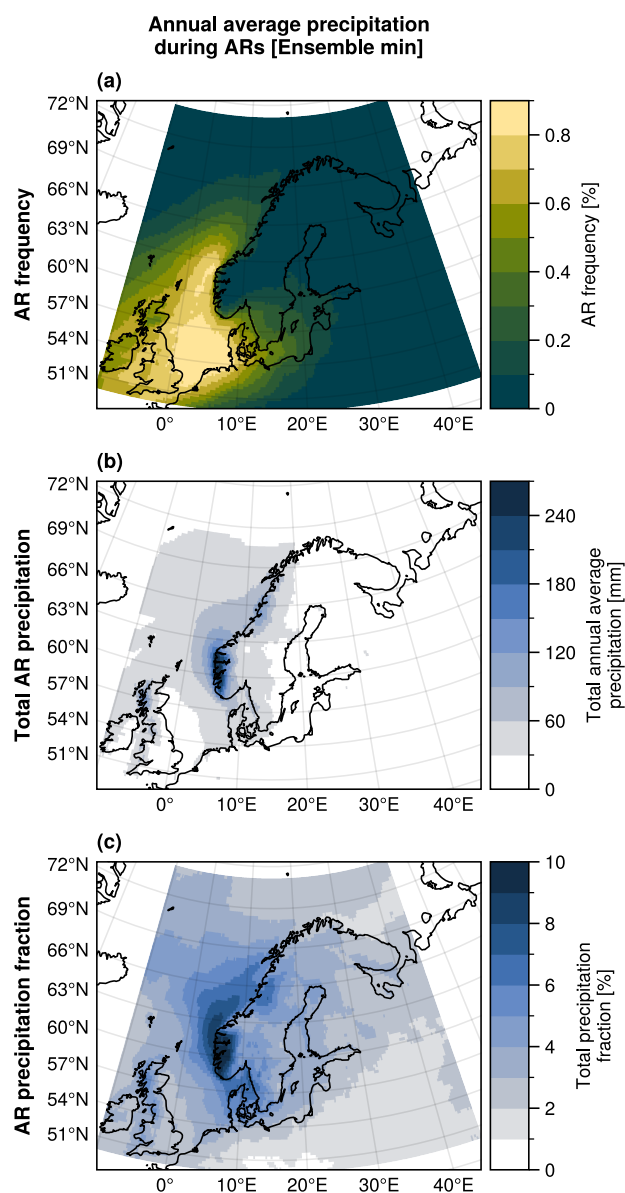 Annual average precipitation
during ARs [Ensemble min]
(a)
AR frequency
72°N
69°N
66°N
63°N
60°N
57°N
54°N
51°N
0°
10°E
20°E
30°E
40°E
0.8
0.6
0.4
0.2
0
AR frequency [%]
(b)
Total AR precipitation
72°N
69°N
66°N
63°N
60°N
57°N
54°N
51°N
0°
10°E
20°E
30°E
40°E
240
180
120
60
0
Total annual average
precipitation [mm]
(c)
AR precipitation fraction
72°N
69°N
66°N
63°N
60°N
57°N
54°N
51°N
0°
10°E
20°E
30°E
40°E
10
8
6
4
2
0
Total precipitation
fraction [%]